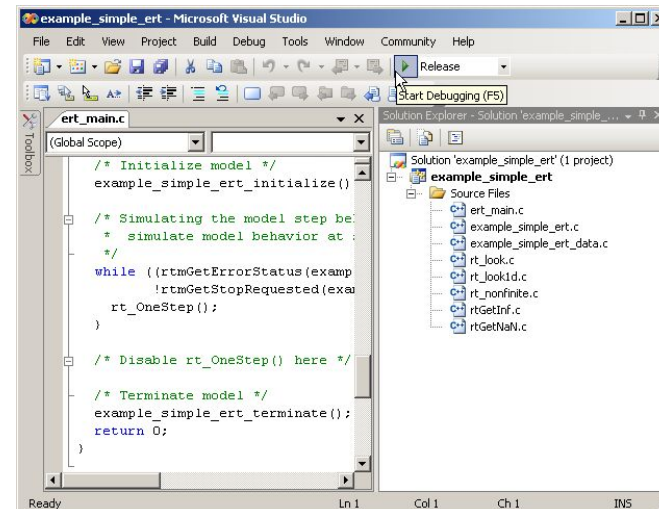 example_simple_ert - Microsoft Visual Studio
File Edit View Project Build Debug Tools Window Community Help
Release
Start Debugging (F5)
Toolbox
ert_main.c
(Global Scope)
/* Initialize model */
example_simple_ert_initialize()
/* Simulating the model step be
* simulate model behavior at
*/
while ((rtmGetErrorStatus(examp
!rtmGetStopRequested(exa
rt_OneStep();
}
/* Disable rt_OneStep() here */
/* Terminate model */
example_simple_ert_terminate();
return 0;
}
Solution Explorer - Solution 'example_simple_...
Solution 'example_simple_ert' (1 project)
example_simple_ert
Source Files
ert_main.c
example_simple_ert.c
example_simple_ert_data.c
rt_look.c
rt_look1d.c
rt_nonfinite.c
rtGetInf.c
rtGetNaN.c
Ready Ln 1 Col 1 Ch 1 INS